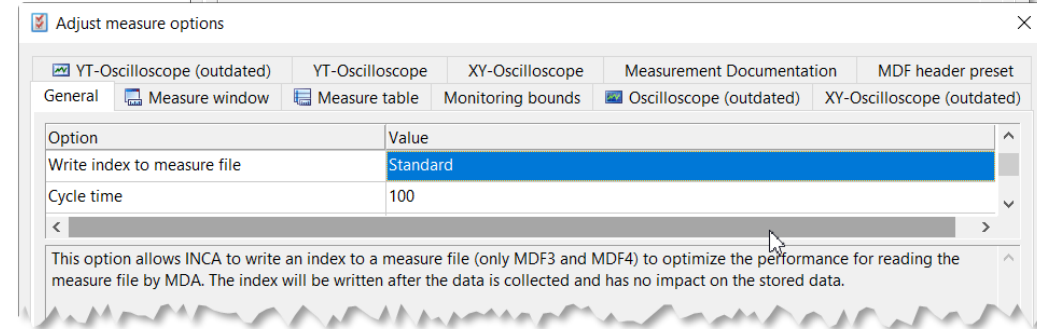 Adjust measure options
YT-Oscilloscope (outdated) YT-Oscilloscope XY-Oscilloscope Measurement Documentation MDF header preset
General Measure window Measure table Monitoring bounds Oscilloscope (outdated) XY-Oscilloscope (outdated)
Option Value
Write index to measure file Standard
Cycle time 100
This option allows INCA to write an index to a measure file (only MDF3 and MDF4) to optimize the performance for reading the
measure file by MDA. The index will be written after the data is collected and has no impact on the stored data.